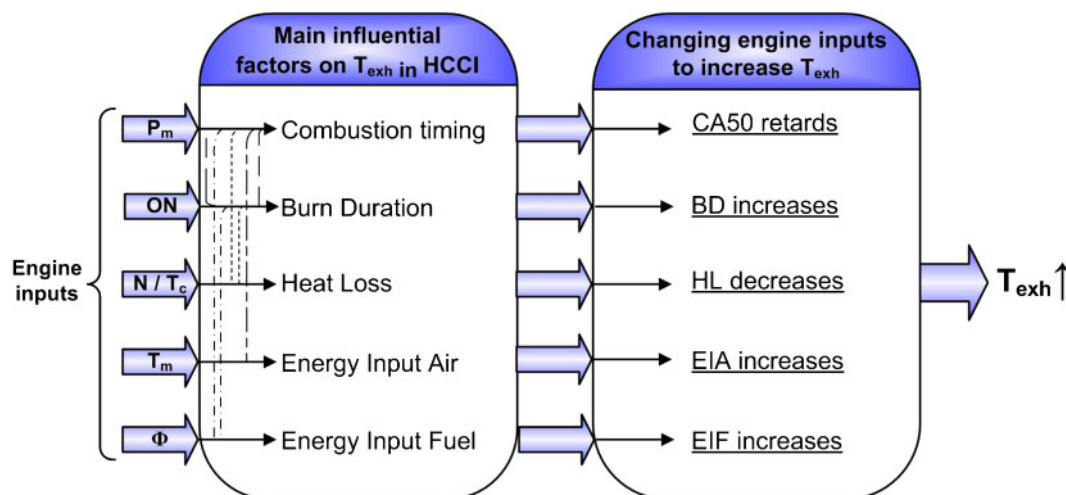 Main influential
factors on Texh in HCCI
Changing engine inputs
to increase Texh
Engine
inputs
Pm
Combustion timing
CA50 retards
ON
Burn Duration
BD increases
N / Tc
Heat Loss
HL decreases
Texh ↑
Tm
Energy Input Air
EIA increases
Φ
Energy Input Fuel
EIF increases